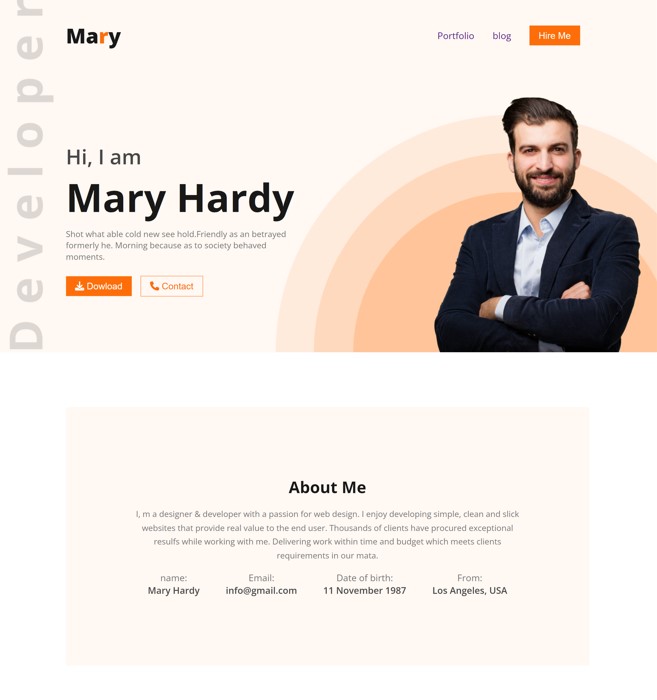 Developer
Mary
Portfolio blog Hire Me
Hi, I am
Mary Hardy
Shot what able cold new see hold.Friendly as an betrayed
formerly he. Morning because as to society behaved
moments.
Dowload Contact
About Me
I, m a designer & developer with a passion for web design. I enjoy developing simple, clean and slick
websites that provide real value to the end user. Thousands of clients have procured exceptional
resulfs while working with me. Delivering work within time and budget which meets clients
requirements in our mata.
name: Email: Date of birth: From:
Mary Hardy info@gmail.com 11 November 1987 Los Angeles, USA